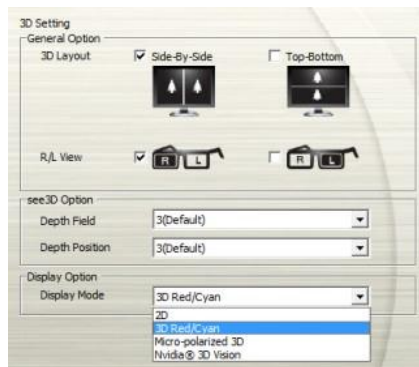 3D Setting
General Option
3D Layout Side-By-Side Top-Bottom
R/L View R L R L
see3D Option
Depth Field 3(Default)
Depth Position 3(Default)
Display Option
Display Mode 3D Red/Cyan
2D
3D Red/Cyan
Micro-polarized 3D
Nvidia® 3D Vision